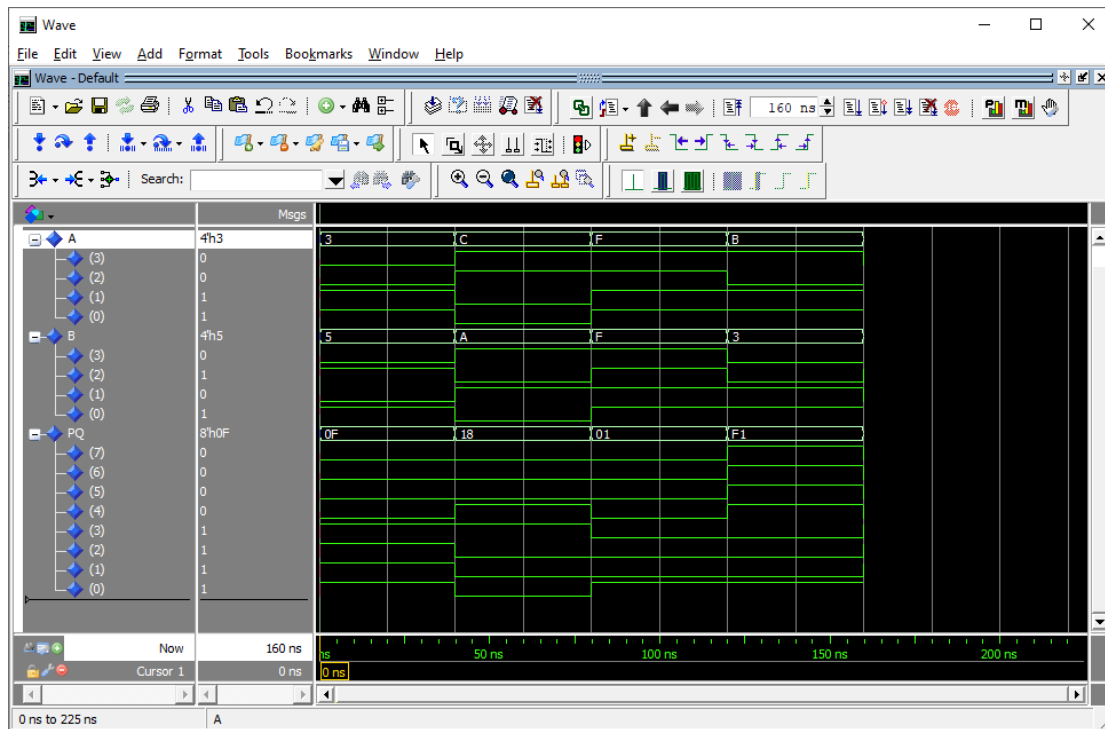 Wave
File Edit View Add Format Tools Bookmarks Window Help
Wave - Default
160 ns
Search:
Msgs
A 4'h3 3 C F B
(3) 0
(2) 0
(1) 1
(0) 1
B 4'h5 5 A F 3
(3) 0
(2) 1
(1) 0
(0) 1
PQ 8'h0F 0F 18 01 F1
(7) 0
(6) 0
(5) 0
(4) 0
(3) 1
(2) 1
(1) 1
(0) 1
Now 160 ns ns 50 ns 100 ns 150 ns 200 ns
Cursor 1 0 ns 0 ns
0 ns to 225 ns A